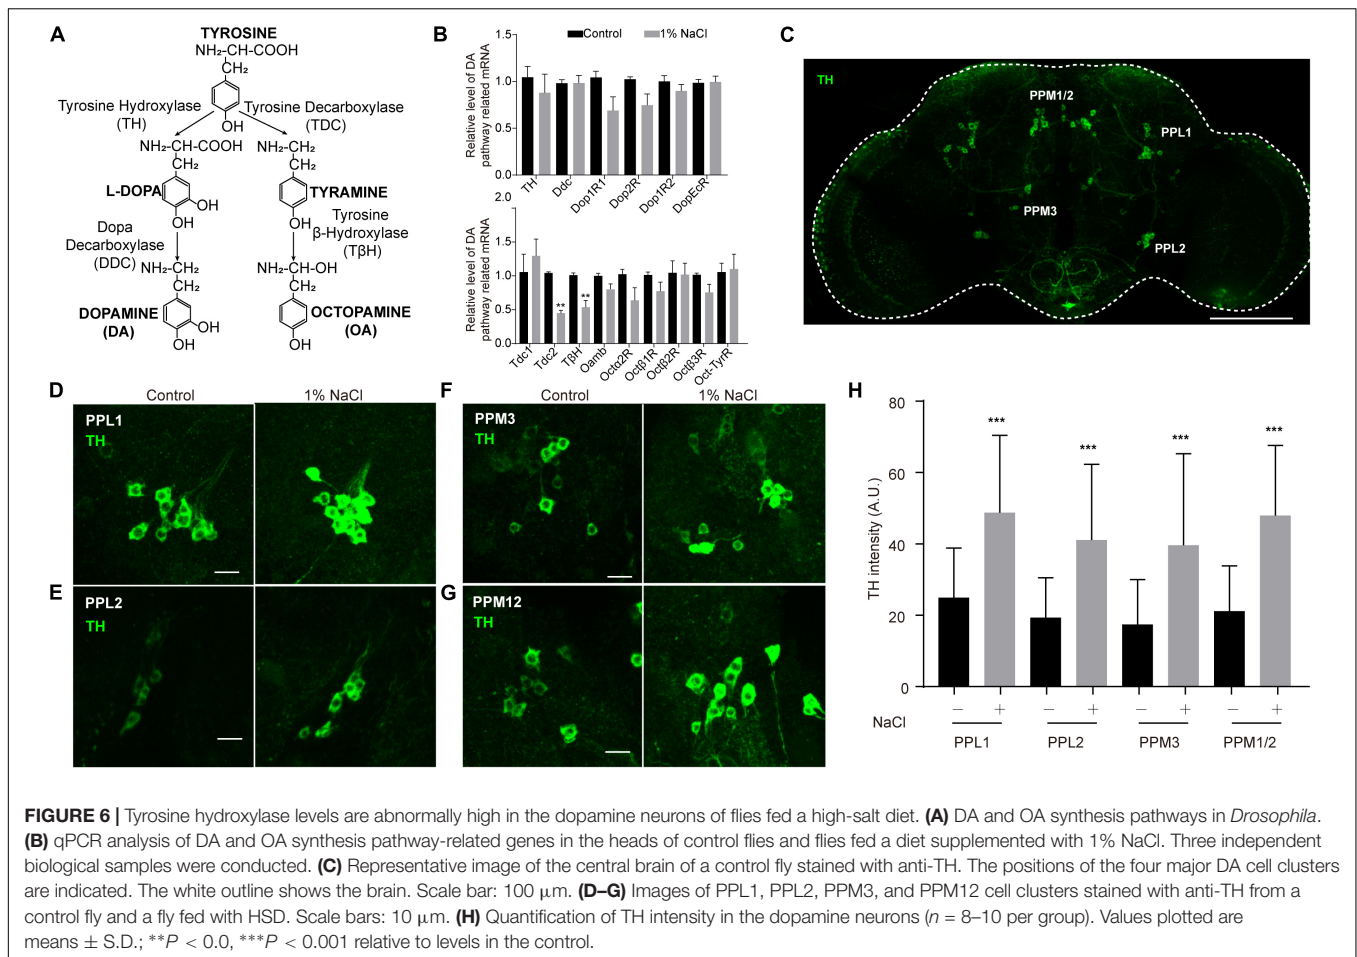 A
TYROSINE
NH₂-CH-COOH
CH₂
OH
Tyrosine Hydroxylase
(TH)
Tyrosine Decarboxylase
(TDC)
NH₂-CH-COOH
CH₂
L-DOPA
OH
OH
NH₂-CH₂
CH₂
TYRAMINE
OH
Dopa
Decarboxylase
(DDC)
Tyrosine
β-Hydroxylase
(TβH)
NH₂-CH₂
CH₂
DOPAMINE
(DA)
OH
OH
NH₂-CH-OH
CH₂
OCTOPAMINE
(OA)
OH
B
Control
1% NaCl
Relative level of DA
pathway related mRNA
1.5
1.0
0.5
0.0
TH
Ddc
Dop1R1
Dop2R
Dop1R2
DopEcR
Relative level of DA
pathway related mRNA
2.0
1.5
1.0
0.5
0.0
**
**
Tdc1
Tdc2
TβH
Oamb
Octα2R
Octβ1R
Octβ2R
Octβ3R
Oct-TyrR
C
TH
PPM1/2
PPL1
PPM3
PPL2
D
Control
1% NaCl
PPL1
TH
E
PPL2
TH
F
Control
1% NaCl
PPM3
TH
G
PPM12
TH
H
TH intensity (A.U.)
80
60
40
20
0
***
***
***
***
NaCl
− + − + − + − +
PPL1 PPL2 PPM3 PPM1/2
FIGURE 6 | Tyrosine hydroxylase levels are abnormally high in the dopamine neurons of flies fed a high-salt diet. (A) DA and OA synthesis pathways in Drosophila.
(B) qPCR analysis of DA and OA synthesis pathway-related genes in the heads of control flies and flies fed a diet supplemented with 1% NaCl. Three independent
biological samples were conducted. (C) Representative image of the central brain of a control fly stained with anti-TH. The positions of the four major DA cell clusters
are indicated. The white outline shows the brain. Scale bar: 100 μm. (D–G) Images of PPL1, PPL2, PPM3, and PPM12 cell clusters stained with anti-TH from a
control fly and a fly fed with HSD. Scale bars: 10 μm. (H) Quantification of TH intensity in the dopamine neurons (n = 8–10 per group). Values plotted are
means ± S.D.; **P < 0.0, ***P < 0.001 relative to levels in the control.